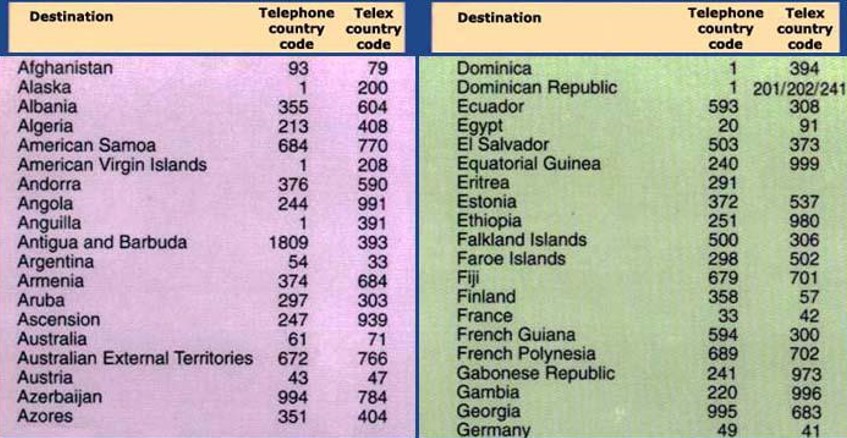 Destination Telephone country code Telex country code
Afghanistan 93 79
Alaska 1 200
Albania 355 604
Algeria 213 408
American Samoa 684 770
American Virgin Islands 1 208
Andorra 376 590
Angola 244 991
Anguilla 1 391
Antigua and Barbuda 1809 393
Argentina 54 33
Armenia 374 684
Aruba 297 303
Ascension 247 939
Australia 61 71
Australian External Territories 672 766
Austria 43 47
Azerbaijan 994 784
Azores 351 404
Destination Telephone country code Telex country code
Dominica 1 394
Dominican Republic 1 201/202/241
Ecuador 593 308
Egypt 20 91
El Salvador 503 373
Equatorial Guinea 240 999
Eritrea 291
Estonia 372 537
Ethiopia 251 980
Falkland Islands 500 306
Faroe Islands 298 502
Fiji 679 701
Finland 358 57
France 33 42
French Guiana 594 300
French Polynesia 689 702
Gabonese Republic 241 973
Gambia 220 996
Georgia 995 683
Germany 49 41